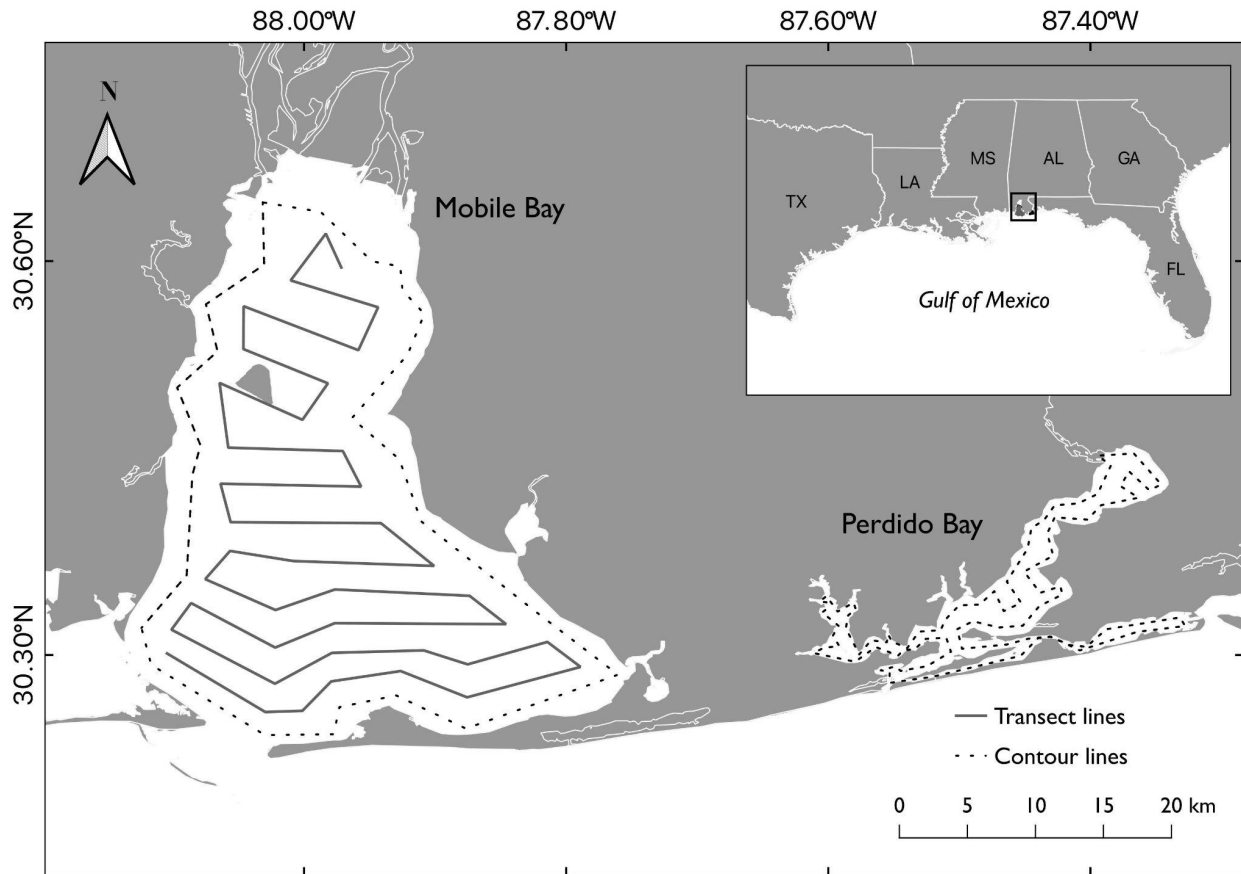 88.00°W
87.80°W
87.60°W
87.40°W
N
Mobile Bay
30.60°N
TX
LA
MS
AL
GA
FL
Gulf of Mexico
Perdido Bay
30.30°N
Transect lines
Contour lines
0 5 10 15 20 km